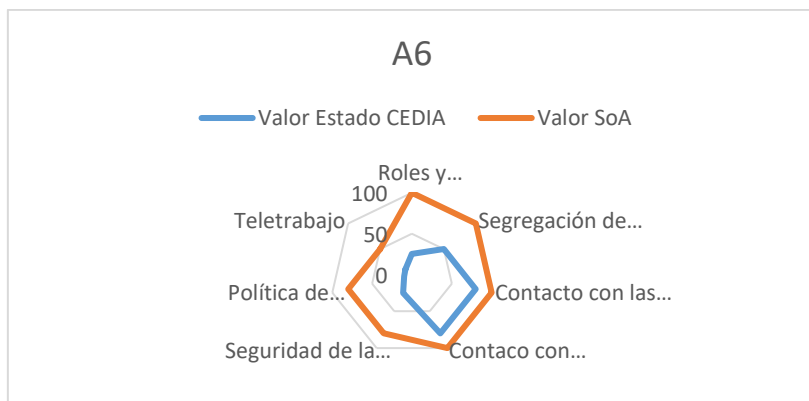 A6
Valor Estado CEDIA
Valor SoA
Roles y...
100
50
0
Segregación de...
Contacto con las...
Contaco con...
Seguridad de la...
Política de...
Teletrabajo